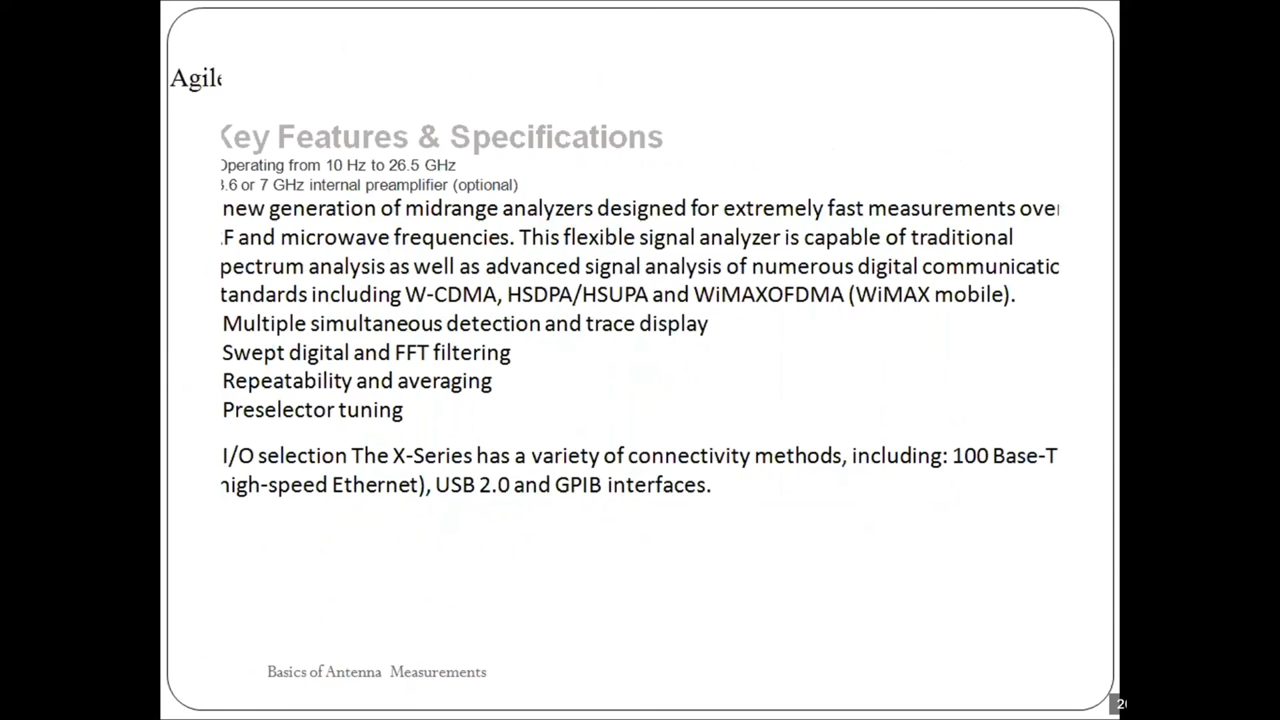 Agile
Key Features & Specifications
Operating from 10 Hz to 26.5 GHz
.6 or 7 GHz internal preamplifier (optional)
new generation of midrange analyzers designed for extremely fast measurements over
F and microwave frequencies. This flexible signal analyzer is capable of traditional
pectrum analysis as well as advanced signal analysis of numerous digital communicatic
tandards including W-CDMA, HSDPA/HSUPA and WiMAXOFDMA (WiMAX mobile).
Multiple simultaneous detection and trace display
Swept digital and FFT filtering
Repeatability and averaging
Preselector tuning
I/O selection The X-Series has a variety of connectivity methods, including: 100 Base-T
high-speed Ethernet), USB 2.0 and GPIB interfaces.
Basics of Antenna Measurements